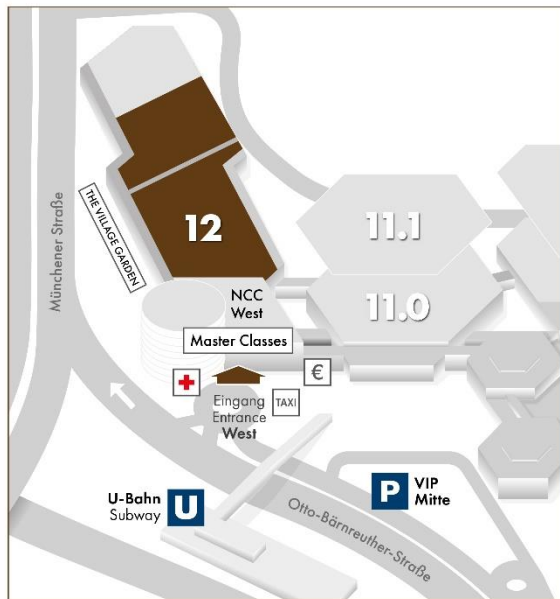 Münchener Straße
THE VILLAGE GARDEN
12
11.1
11.0
NCC
West
Master Classes
€
Eingang
Entrance
West
TAXI
U-Bahn
Subway
U
P
VIP
Mitte
Otto-Bärnreuther-Straße